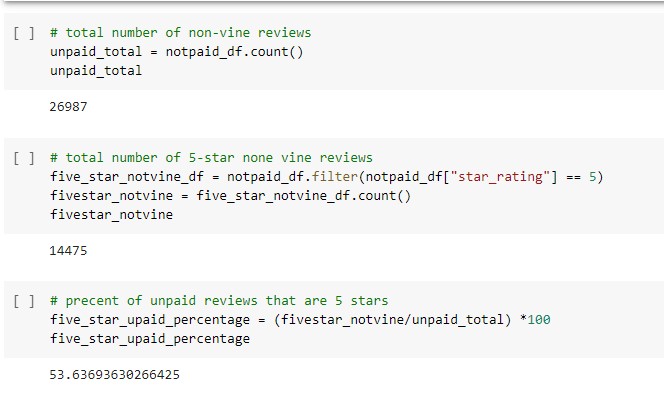 [ ] # total number of non-vine reviews
unpaid_total = notpaid_df.count()
unpaid_total
26987
[ ] # total number of 5-star none vine reviews
five_star_notvine_df = notpaid_df.filter(notpaid_df["star_rating"] == 5)
fivestar_notvine = five_star_notvine_df.count()
fivestar_notvine
14475
[ ] # precent of unpaid reviews that are 5 stars
five_star_upaid_percentage = (fivestar_notvine/unpaid_total) *100
five_star_upaid_percentage
53.63693630266425